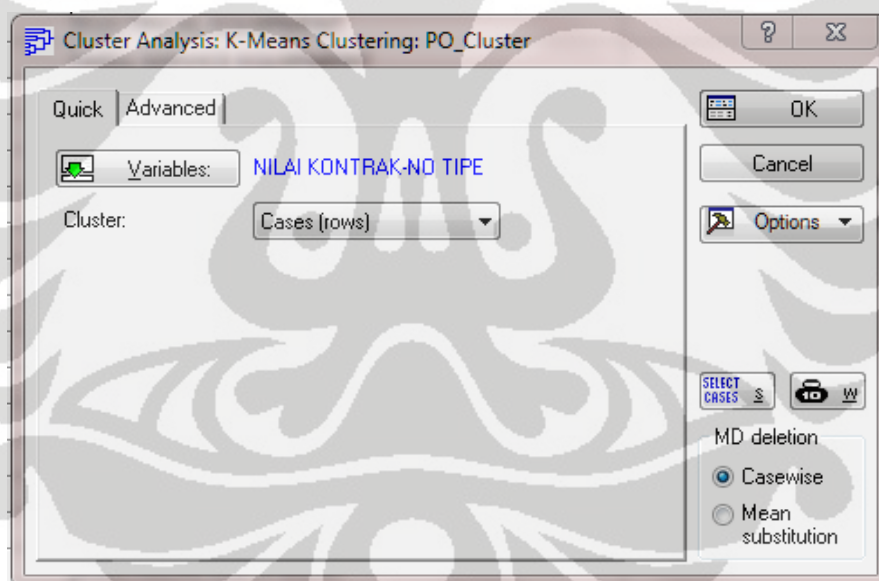 Cluster Analysis: K-Means Clustering: PO_Cluster
?
Quick
Advanced
OK
Variables:
NILAI KONTRAK-NO TIPE
Cancel
Cluster:
Cases (rows)
Options
SELECT
CASES
S
W
MD deletion
Casewise
Mean
substitution